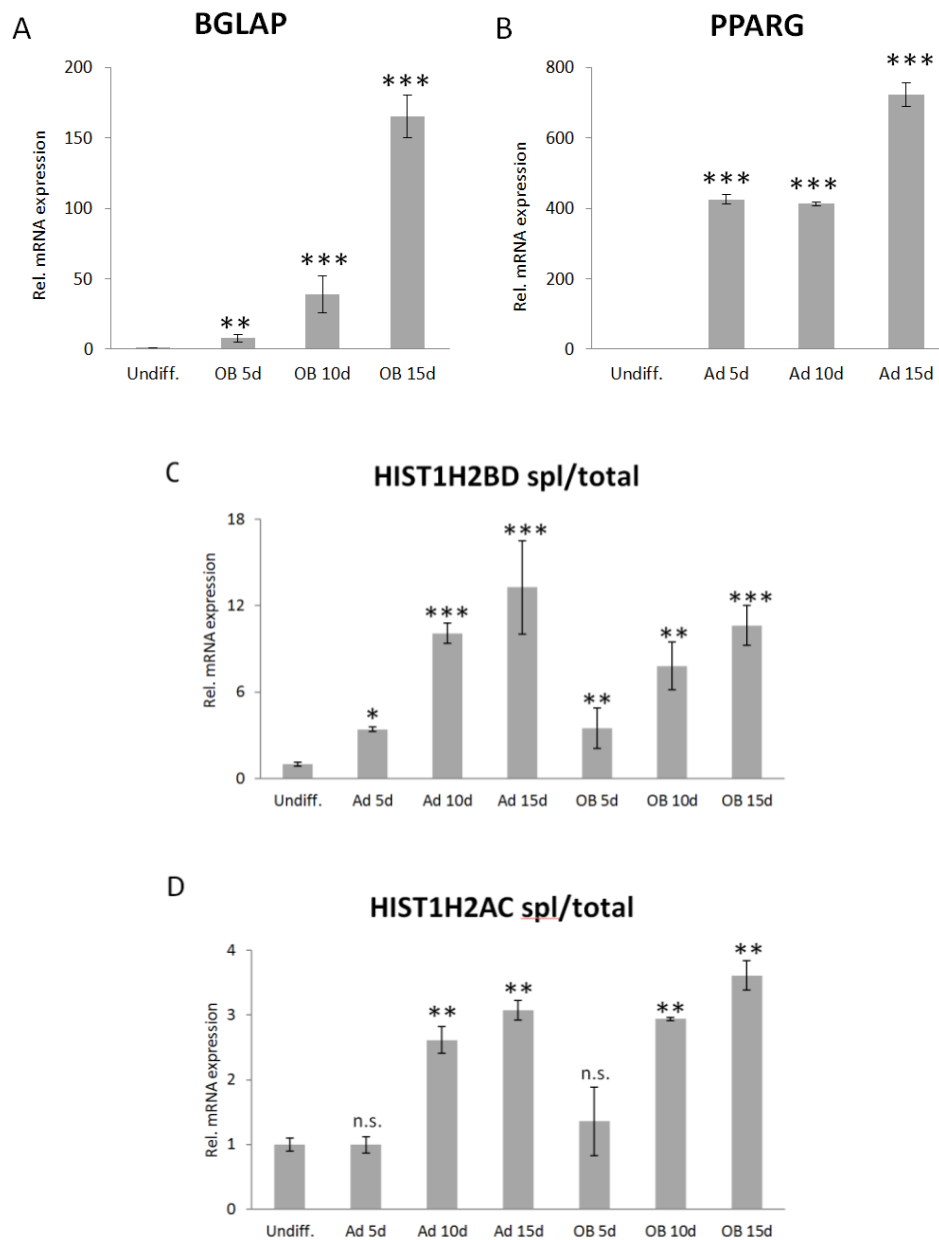 A
BGLAP
Rel. mRNA expression
200
150
100
50
0
**
***
***
Undiff. OB 5d OB 10d OB 15d
B
PPARG
Rel. mRNA expression
800
600
400
200
0
***
***
***
Undiff. Ad 5d Ad 10d Ad 15d
C
HIST1H2BD spl/total
Rel. mRNA expression
18
12
6
0
*
***
***
**
**
***
Undiff. Ad 5d Ad 10d Ad 15d OB 5d OB 10d OB 15d
D
HIST1H2AC spl/total
Rel. mRNA expression
4
3
2
1
0
n.s.
**
**
n.s.
**
**
Undiff. Ad 5d Ad 10d Ad 15d OB 5d OB 10d OB 15d